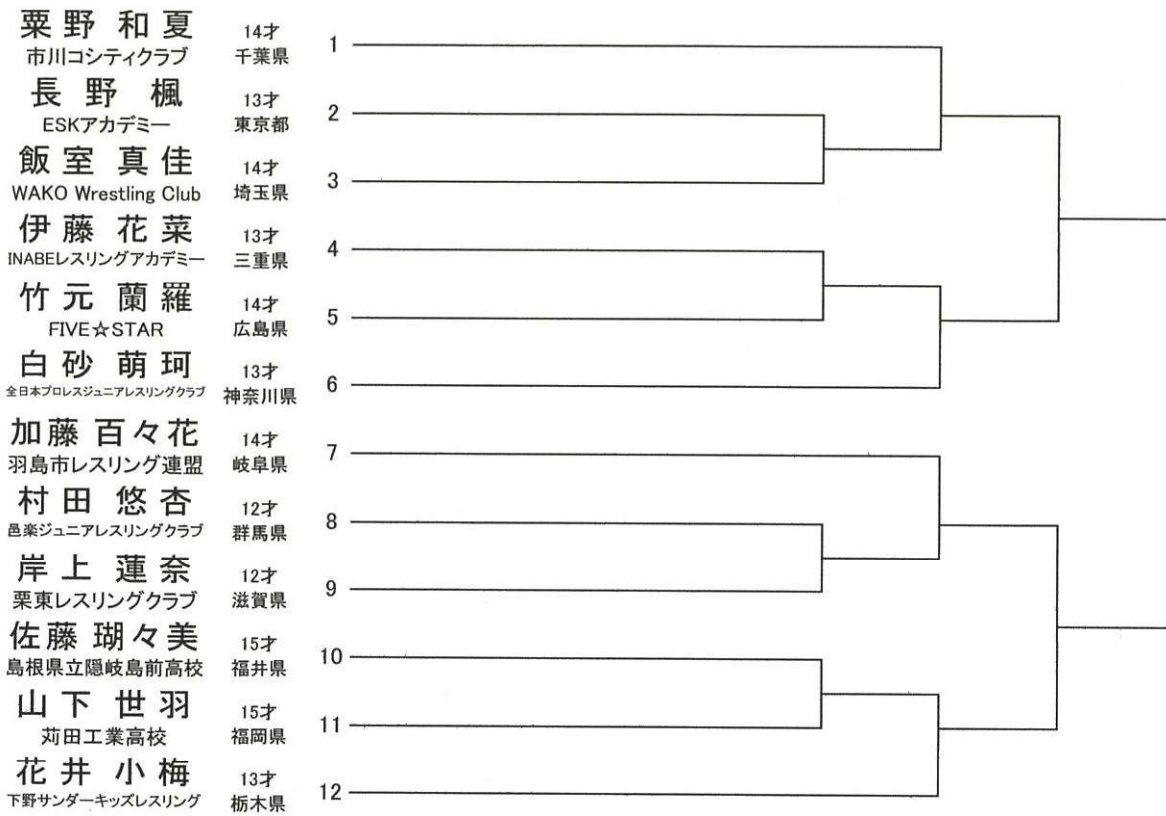 粟野 和夏 14才
市川コシティクラブ 千葉県 1
長野 楓 13才
ESKアカデミー 東京都 2
飯室 真佳 14才
WAKO Wrestling Club 埼玉県 3
伊藤 花菜 13才
INABEレスリングアカデミー 三重県 4
竹元 蘭羅 14才
FIVE☆STAR 広島県 5
白砂 萌珂 13才
全日本プロレスジュニアレスリングクラブ 神奈川県 6
加藤 百々花 14才
羽島市レスリング連盟 岐阜県 7
村田 悠杏 12才
邑楽ジュニアレスリングクラブ 群馬県 8
岸上 蓮奈 12才
栗東レスリングクラブ 滋賀県 9
佐藤 瑚々美 15才
島根県立隠岐島前高校 福井県 10
山下 世羽 15才
苅田工業高校 福岡県 11
花井 小梅 13才
下野サンダーキッズレスリング 栃木県 12